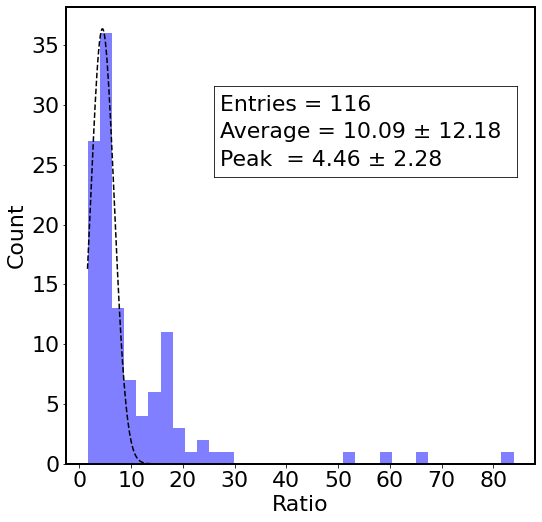 35
30
25
20
15
10
5
0
Count
Entries = 116
Average = 10.09 ± 12.18
Peak  = 4.46 ± 2.28
0 10 20 30 40 50 60 70 80
Ratio